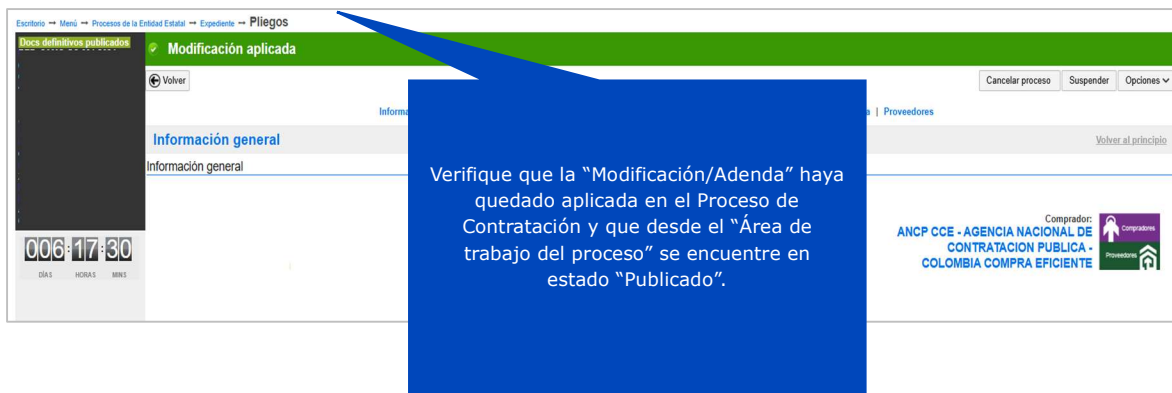 Escritorio → Menú → Procesos de la Entidad Estatal → Expediente → Pliegos
Docs definitivos publicados
Modificación aplicada
Volver
Cancelar proceso Suspender Opciones
| Proveedores
Información general
Volver al principio
Información general
Verifique que la “Modificación/Adenda” haya
quedado aplicada en el Proceso de
Contratación y que desde el “Área de
trabajo del proceso” se encuentre en
estado “Publicado”.
Comprador:
ANCP CCE - AGENCIA NACIONAL DE
CONTRATACION PUBLICA -
COLOMBIA COMPRA EFICIENTE
Compradores
Proveedores
006:17:30
DÍAS HORAS MINS